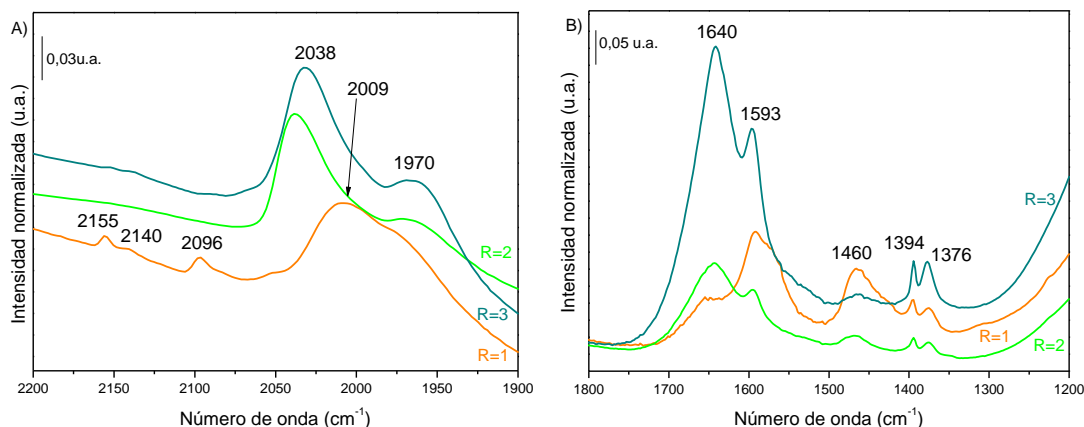 A)
0,03u.a.
2038
2009
1970
2155
2140
2096
R=2
R=3
R=1
Intensidad normalizada (u.a.)
2200 2150 2100 2050 2000 1950 1900
Número de onda (cm-1)
B)
0,05 u.a.
1640
1593
1460
1394
1376
R=3
R=1
R=2
Intensidad normalizada (u.a.)
1800 1700 1600 1500 1400 1300 1200
Número de onda (cm-1)